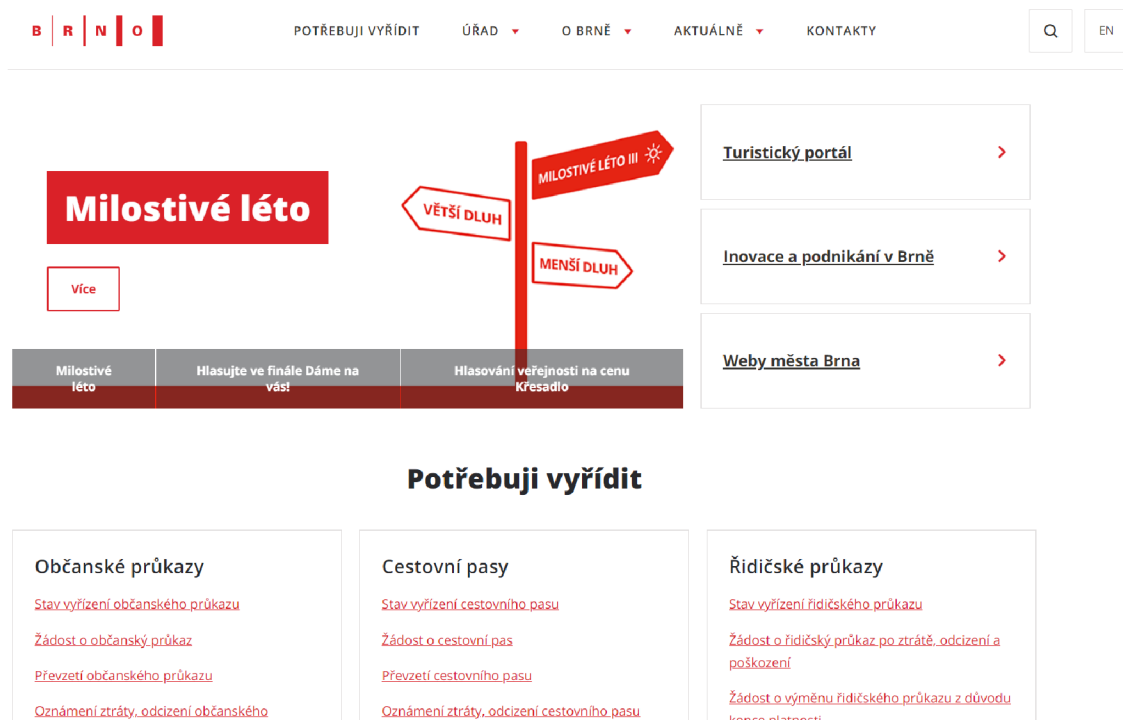 BRNO
POTŘEBUJI VYŘÍDIT
ÚŘAD
O BRNĚ
AKTUÁLNĚ
KONTAKTY
EN
Milostivé léto
Více
MILOSTIVÉ LÉTO III
VĚTŠÍ DLUH
MENŠÍ DLUH
Milostivé
léto
Hlasujte ve finále Dáme na
vás!
Hlasování veřejnosti na cenu
Křesadlo
Turistický portál
Inovace a podnikání v Brně
Weby města Brna
Potřebuji vyřídit
Občanské průkazy
Stav vyřízení občanského průkazu
Žádost o občanský průkaz
Převzetí občanského průkazu
Oznámení ztráty, odcizení občanského
Cestovní pasy
Stav vyřízení cestovního pasu
Žádost o cestovní pas
Převzetí cestovního pasu
Oznámení ztráty, odcizení cestovního pasu
Řidičské průkazy
Stav vyřízení řidičského průkazu
Žádost o řidičský průkaz po ztrátě, odcizení a
poškození
Žádost o výměnu řidičského průkazu z důvodu
konce platnosti